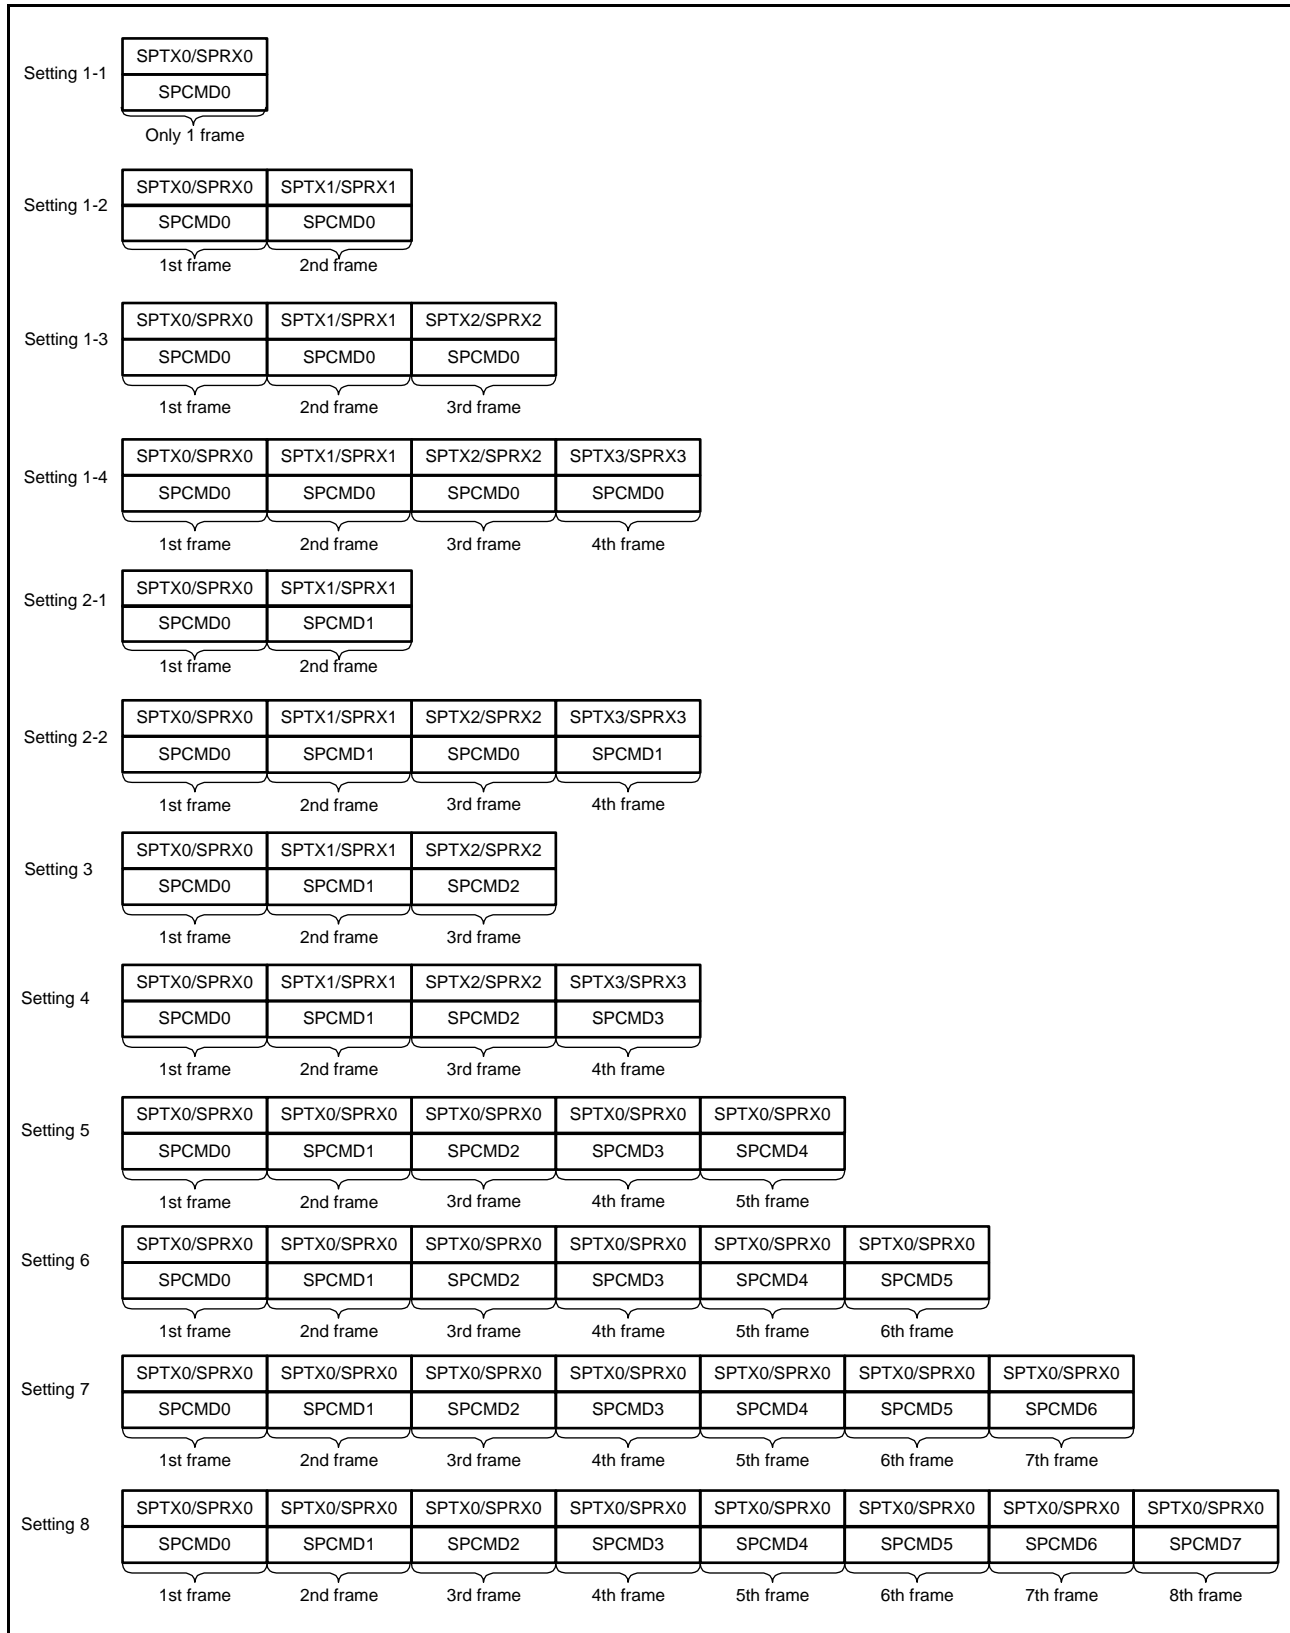 SPTX0/SPRX0
Setting 1-1
SPCMD0
Only 1 frame
SPTX0/SPRX0 SPTX1/SPRX1
Setting 1-2
SPCMD0 SPCMD0
1st frame 2nd frame
SPTX0/SPRX0 SPTX1/SPRX1 SPTX2/SPRX2
Setting 1-3
SPCMD0 SPCMD0 SPCMD0
1st frame 2nd frame 3rd frame
SPTX0/SPRX0 SPTX1/SPRX1 SPTX2/SPRX2 SPTX3/SPRX3
Setting 1-4
SPCMD0 SPCMD0 SPCMD0 SPCMD0
1st frame 2nd frame 3rd frame 4th frame
SPTX0/SPRX0 SPTX1/SPRX1
Setting 2-1
SPCMD0 SPCMD1
1st frame 2nd frame
SPTX0/SPRX0 SPTX1/SPRX1 SPTX2/SPRX2 SPTX3/SPRX3
Setting 2-2
SPCMD0 SPCMD1 SPCMD0 SPCMD1
1st frame 2nd frame 3rd frame 4th frame
SPTX0/SPRX0 SPTX1/SPRX1 SPTX2/SPRX2
Setting 3
SPCMD0 SPCMD1 SPCMD2
1st frame 2nd frame 3rd frame
SPTX0/SPRX0 SPTX1/SPRX1 SPTX2/SPRX2 SPTX3/SPRX3
Setting 4
SPCMD0 SPCMD1 SPCMD2 SPCMD3
1st frame 2nd frame 3rd frame 4th frame
SPTX0/SPRX0 SPTX0/SPRX0 SPTX0/SPRX0 SPTX0/SPRX0 SPTX0/SPRX0
Setting 5
SPCMD0 SPCMD1 SPCMD2 SPCMD3 SPCMD4
1st frame 2nd frame 3rd frame 4th frame 5th frame
SPTX0/SPRX0 SPTX0/SPRX0 SPTX0/SPRX0 SPTX0/SPRX0 SPTX0/SPRX0 SPTX0/SPRX0
Setting 6
SPCMD0 SPCMD1 SPCMD2 SPCMD3 SPCMD4 SPCMD5
1st frame 2nd frame 3rd frame 4th frame 5th frame 6th frame
SPTX0/SPRX0 SPTX0/SPRX0 SPTX0/SPRX0 SPTX0/SPRX0 SPTX0/SPRX0 SPTX0/SPRX0 SPTX0/SPRX0
Setting 7
SPCMD0 SPCMD1 SPCMD2 SPCMD3 SPCMD4 SPCMD5 SPCMD6
1st frame 2nd frame 3rd frame 4th frame 5th frame 6th frame 7th frame
SPTX0/SPRX0 SPTX0/SPRX0 SPTX0/SPRX0 SPTX0/SPRX0 SPTX0/SPRX0 SPTX0/SPRX0 SPTX0/SPRX0 SPTX0/SPRX0
Setting 8
SPCMD0 SPCMD1 SPCMD2 SPCMD3 SPCMD4 SPCMD5 SPCMD6 SPCMD7
1st frame 2nd frame 3rd frame 4th frame 5th frame 6th frame 7th frame 8th frame